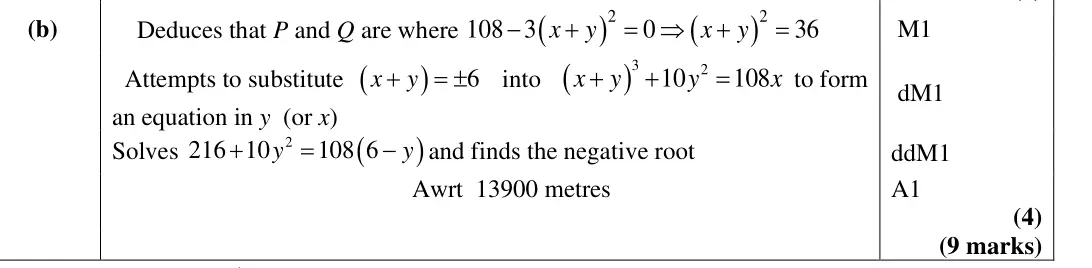 (b) Deduces that P and Q are where 108 − 3(x + y)² = 0 ⇒ (x + y)² = 36 M1
Attempts to substitute (x + y) = ±6 into (x + y)³ + 10y² = 108x to form
an equation in y (or x) dM1
Solves 216 + 10y² = 108(6 − y) and finds the negative root ddM1
Awrt 13900 metres A1
(4)
(9 marks)